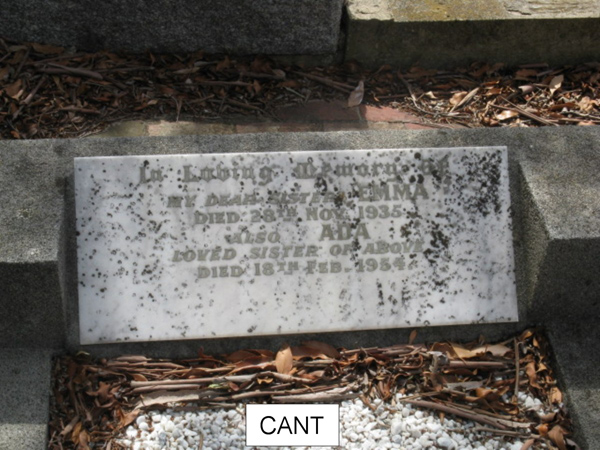 In Loving Memory of
MY DEAR SISTER EMMA
DIED 28TH NOV. 1935
ALSO ADA
LOVED SISTER OF ABOVE
DIED 18TH FEB. 1954
CANT